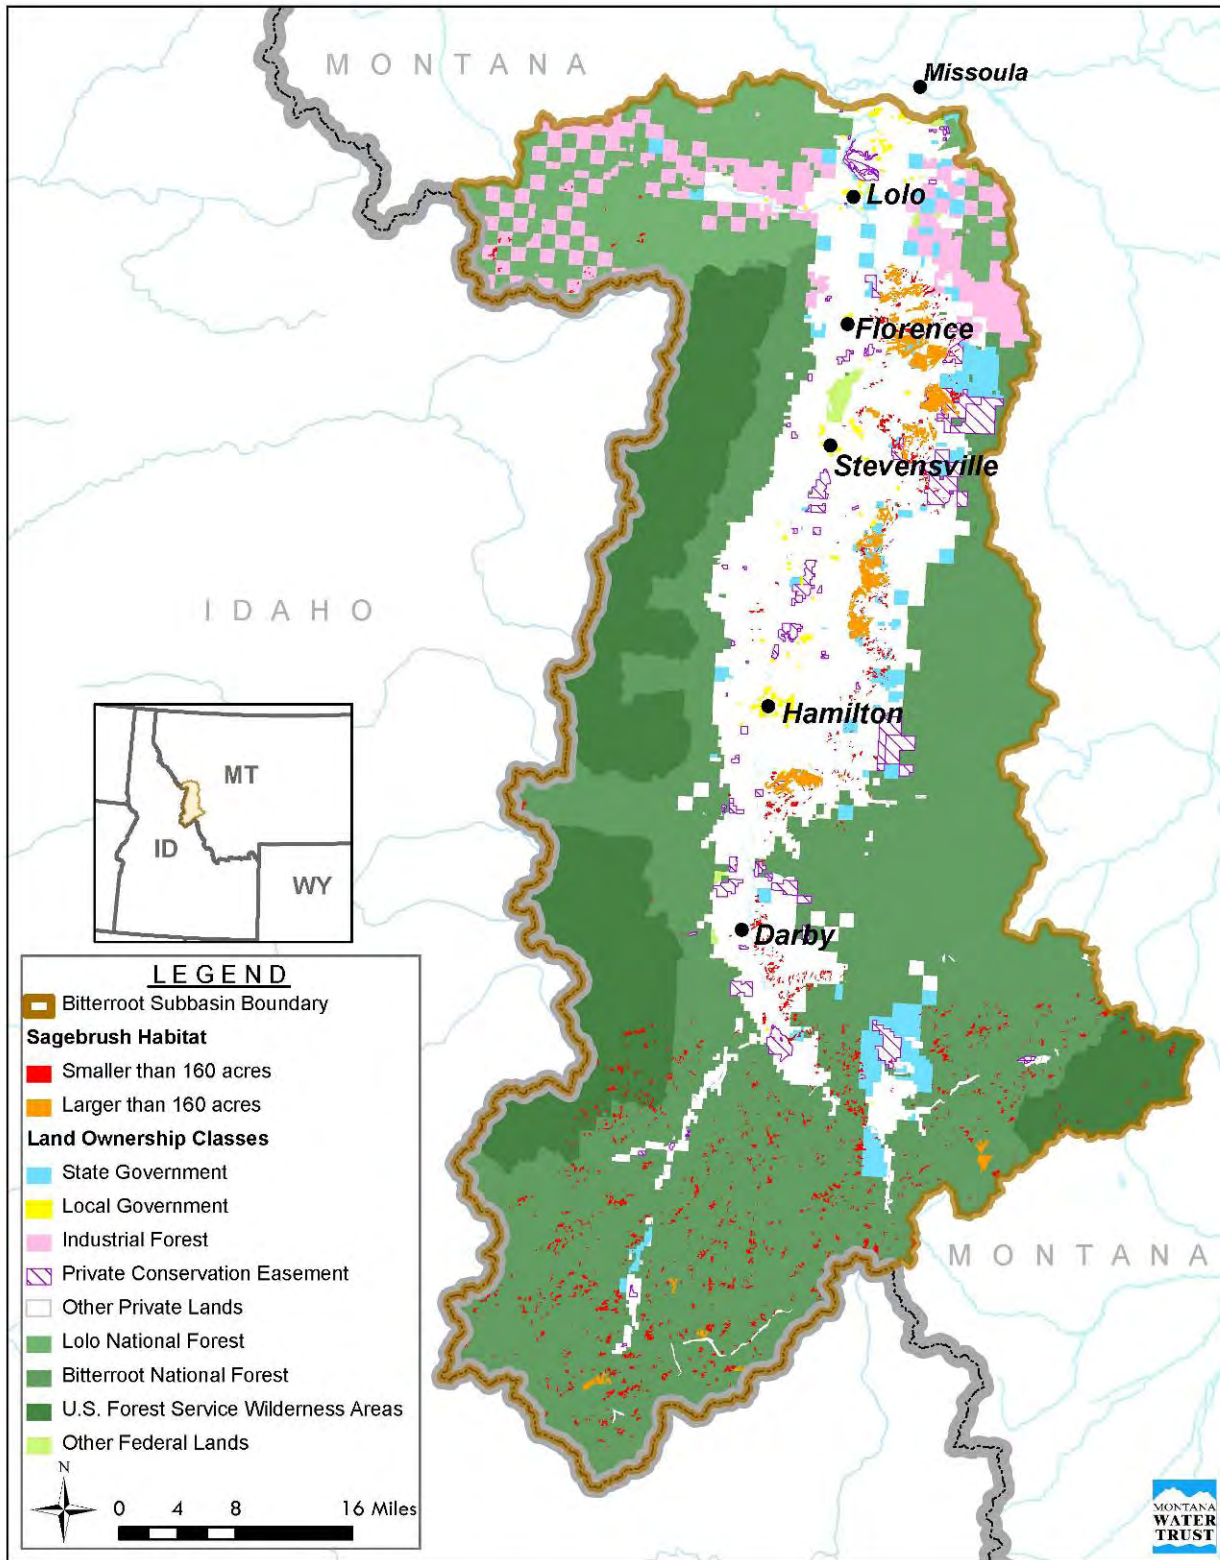 MONTANA
Missoula
Lolo
Florence
Stevensville
IDAHO
Hamilton
MT
ID
WY
Darby
LEGEND
Bitterroot Subbasin Boundary
Sagebrush Habitat
Smaller than 160 acres
Larger than 160 acres
Land Ownership Classes
State Government
Local Government
Industrial Forest
Private Conservation Easement
Other Private Lands
Lolo National Forest
Bitterroot National Forest
U.S. Forest Service Wilderness Areas
Other Federal Lands
MONTANA
N
0 4 8 16 Miles
MONTANA
WATER
TRUST